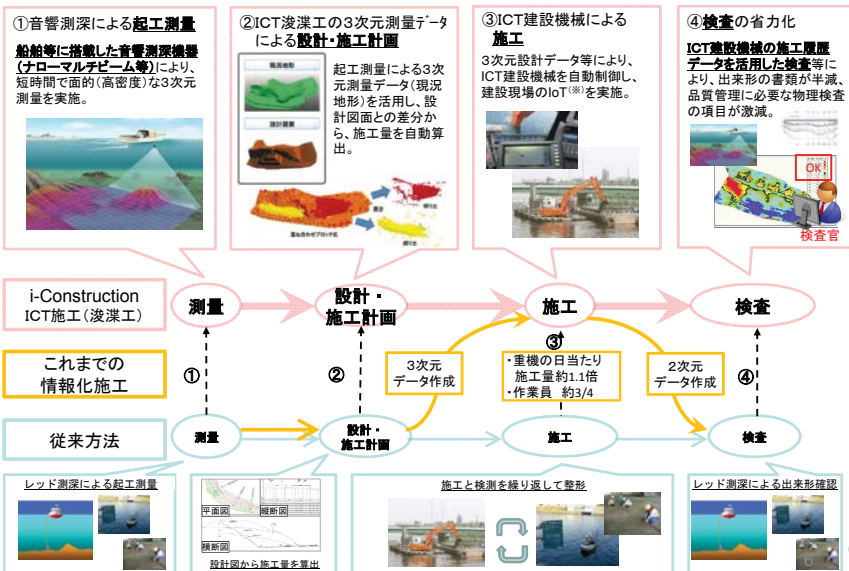 ①音響測深による起工測量
船舶等に搭載した音響測深機器
(ナローマルチビーム等)により、
短時間で面的(高密度)な3次元
測量を実施。
②ICT浚渫工の3次元測量データ
による設計・施工計画
起工測量による3次
元測量データ(現況
地形)を活用し、設
計図面との差分か
ら、施工量を自動算
出。
③ICT建設機械による
施工
3次元設計データ等により、
ICT建設機械を自動制御し、
建設現場のIoT(※)を実施。
④検査の省力化
ICT建設機械の施工履歴
データを活用した検査等に
より、出来形の書類が半減、
品質管理に必要な物理検査
の項目が激減。
OK!
検査官
i-Construction
ICT施工(浚渫工)
測量
設計・
施工計画
施工
検査
これまでの
情報化施工
①
②
3次元
データ作成
③
・重機の日当たり
施工量約1.1倍
・作業員 約3/4
2次元
データ作成
④
従来方法
測量
設計・
施工計画
施工
検査
レッド測深による起工測量
平面図
縦断図
横断図
設計図から施工量を算出
施工と検測を繰り返して整形
レッド測深による出来形確認
6